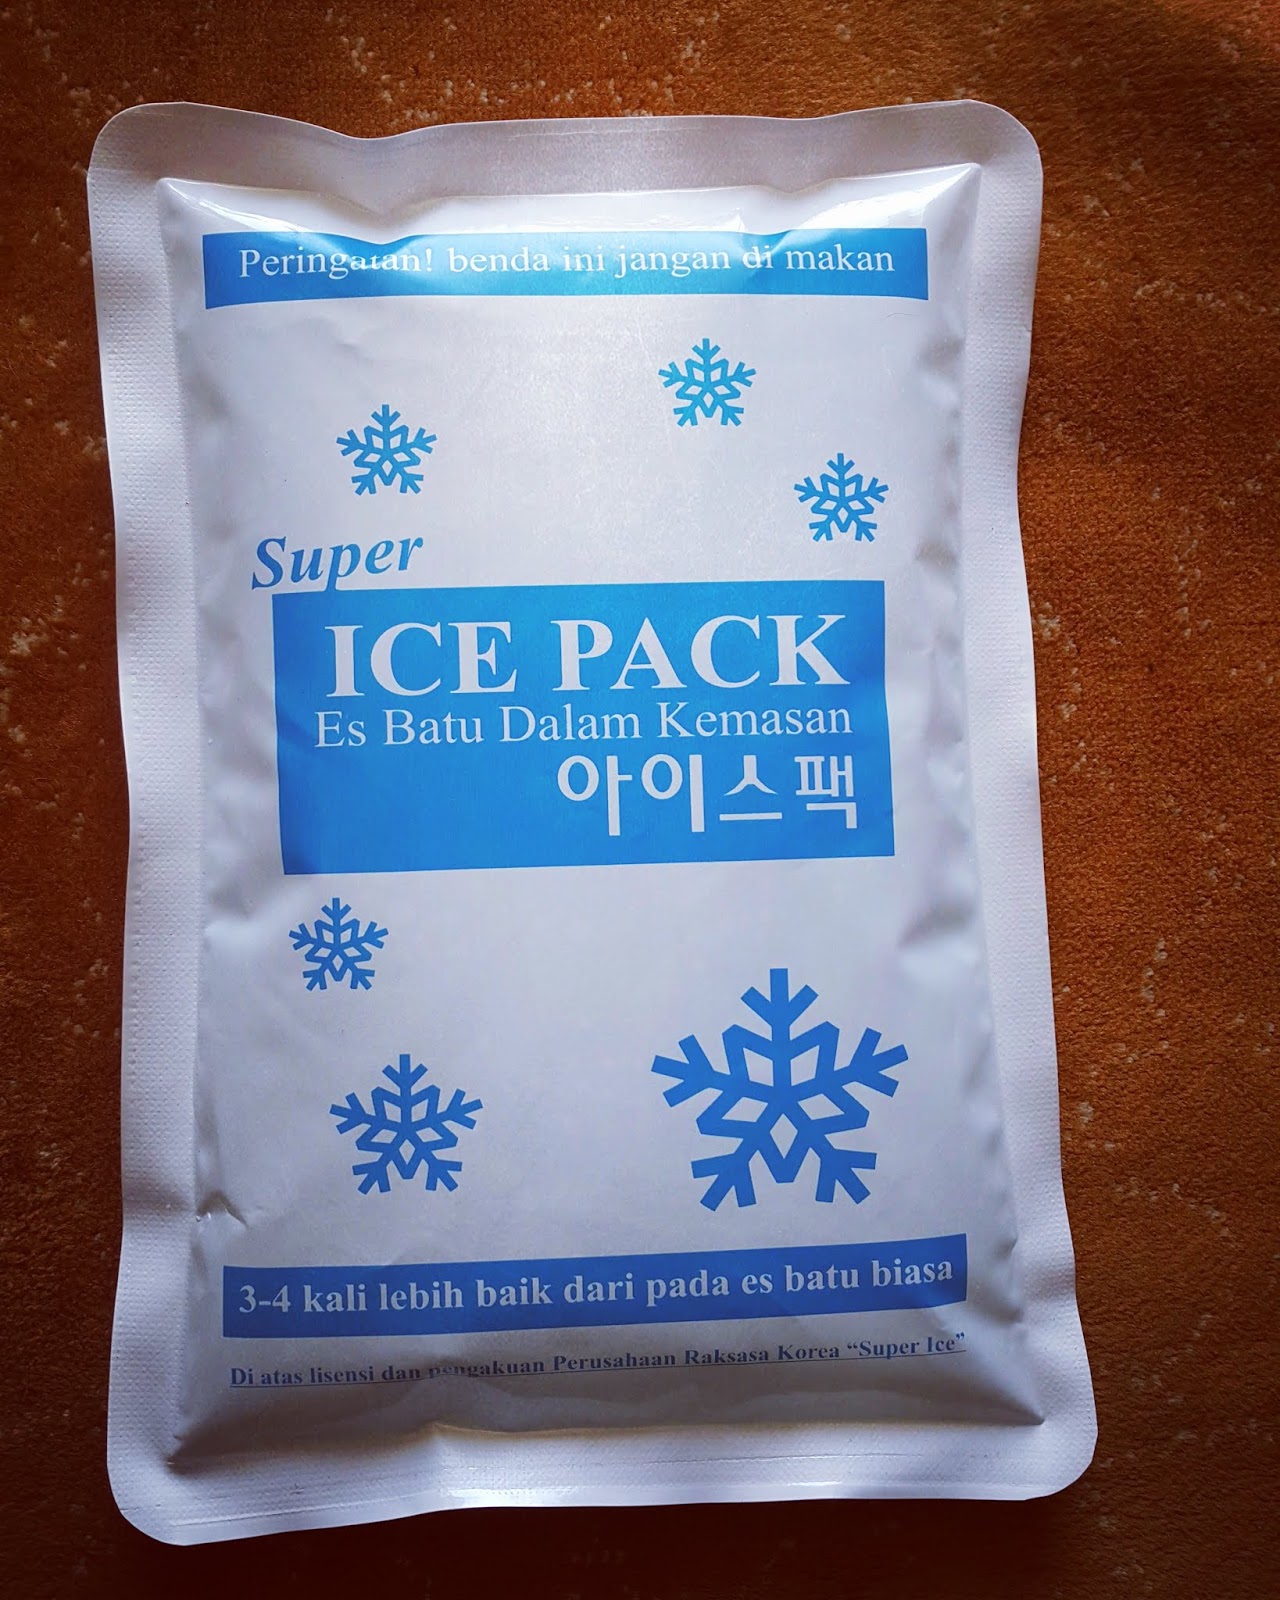 Peringatan! benda ini jangan di makan
Super
ICE PACK
Es Batu Dalam Kemasan
아이스팩
3-4 kali lebih baik dari pada es batu biasa
Di atas lisensi dan pengakuan Perusahaan Raksasa Korea “Super Ice”